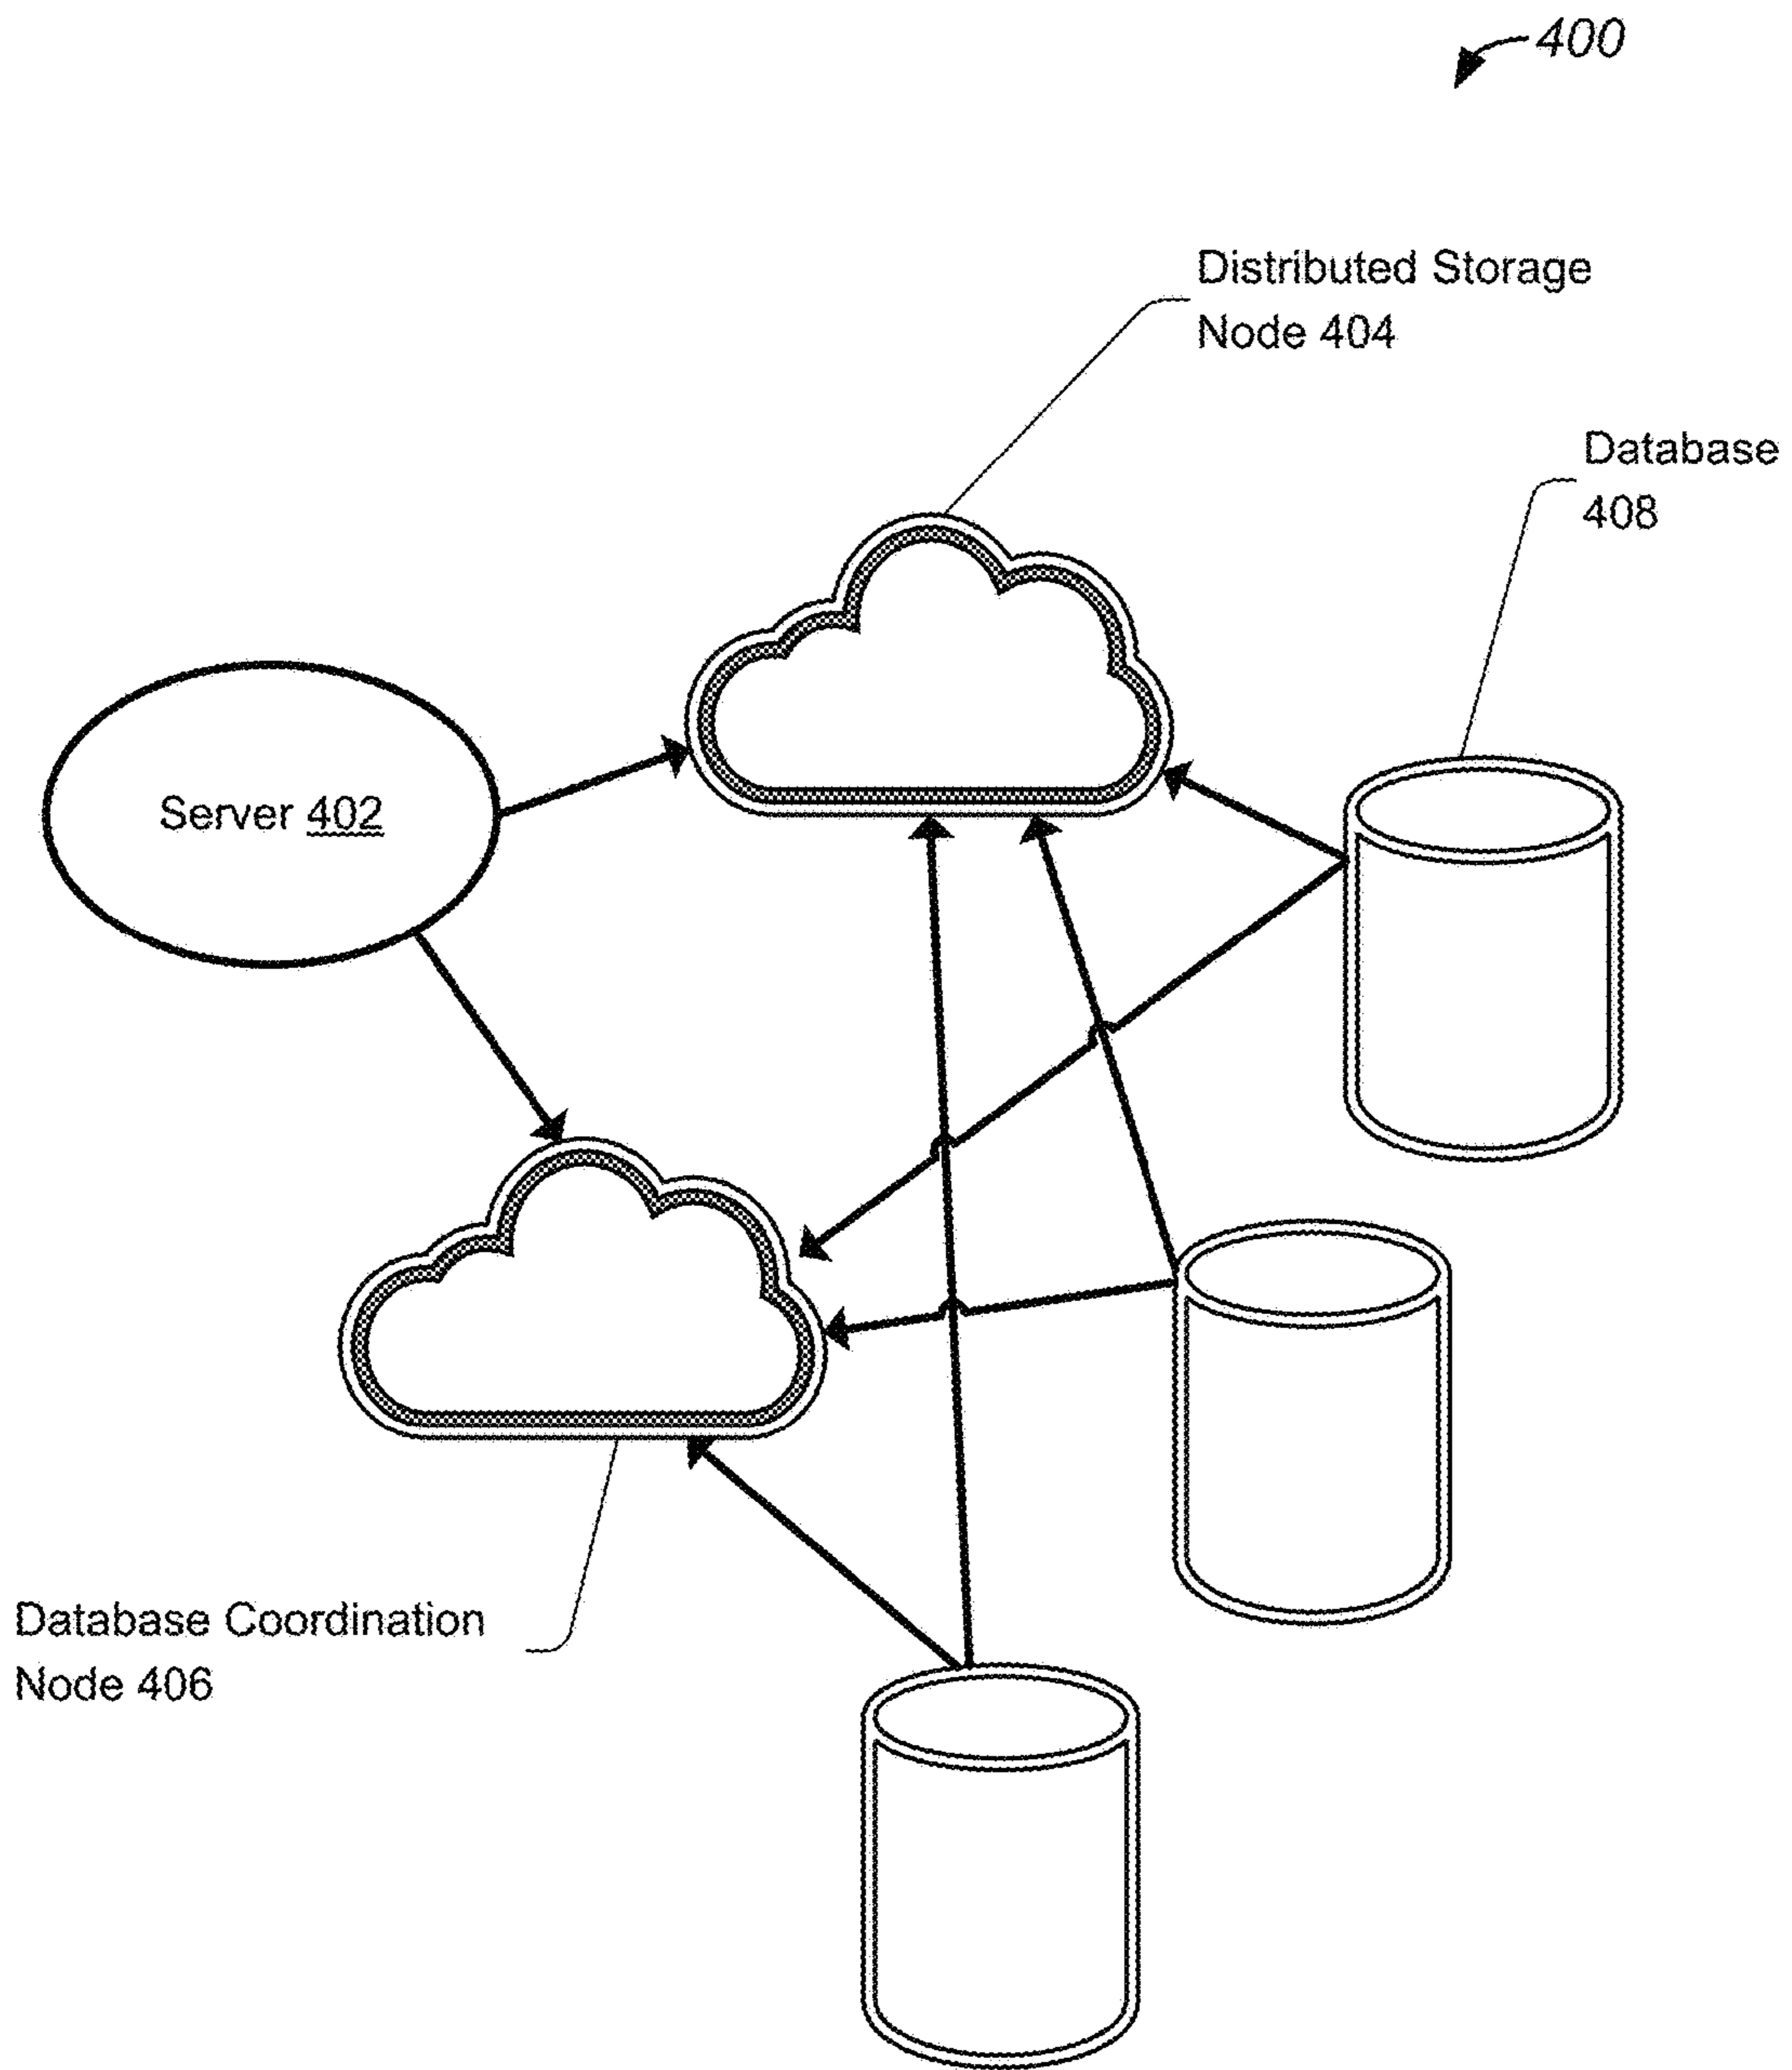 400
Distributed Storage
Node 404
Database
408
Server 402
Database Coordination
Node 406